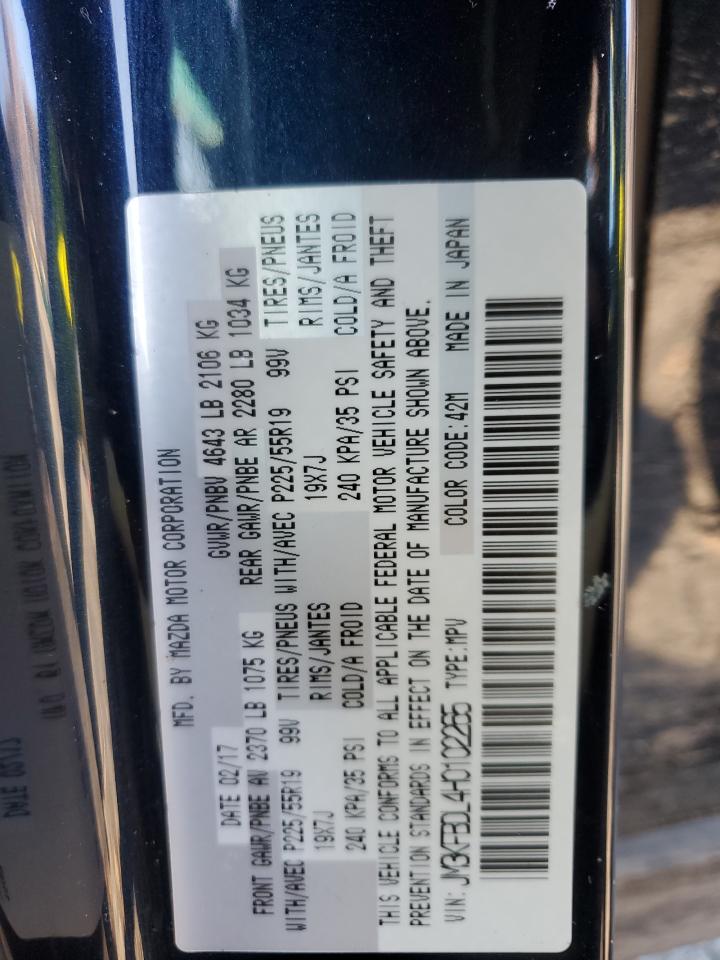 MFD. BY MAZDA MOTOR CORPORATION
DATE 02/17 GVWR/PNBV 4643 LB 2106 KG
FRONT GAWR/PNBE AV 2370 LB 1075 KG REAR GAWR/PNBE AR 2280 LB 1034 KG
WITH/AVEC P225/55R19 99V TIRES/PNEUS WITH/AVEC P225/55R19 99V TIRES/PNEUS
19X7J RIMS/JANTES 19X7J RIMS/JANTES
240 KPA/35 PSI COLD/A FROID 240 KPA/35 PSI COLD/A FROID
THIS VEHICLE CONFORMS TO ALL APPLICABLE FEDERAL MOTOR VEHICLE SAFETY AND THEFT
PREVENTION STANDARDS IN EFFECT ON THE DATE OF MANUFACTURE SHOWN ABOVE.
VIN: JM3KFBDL4H0102265 TYPE:MPV COLOR CODE:42M MADE IN JAPAN